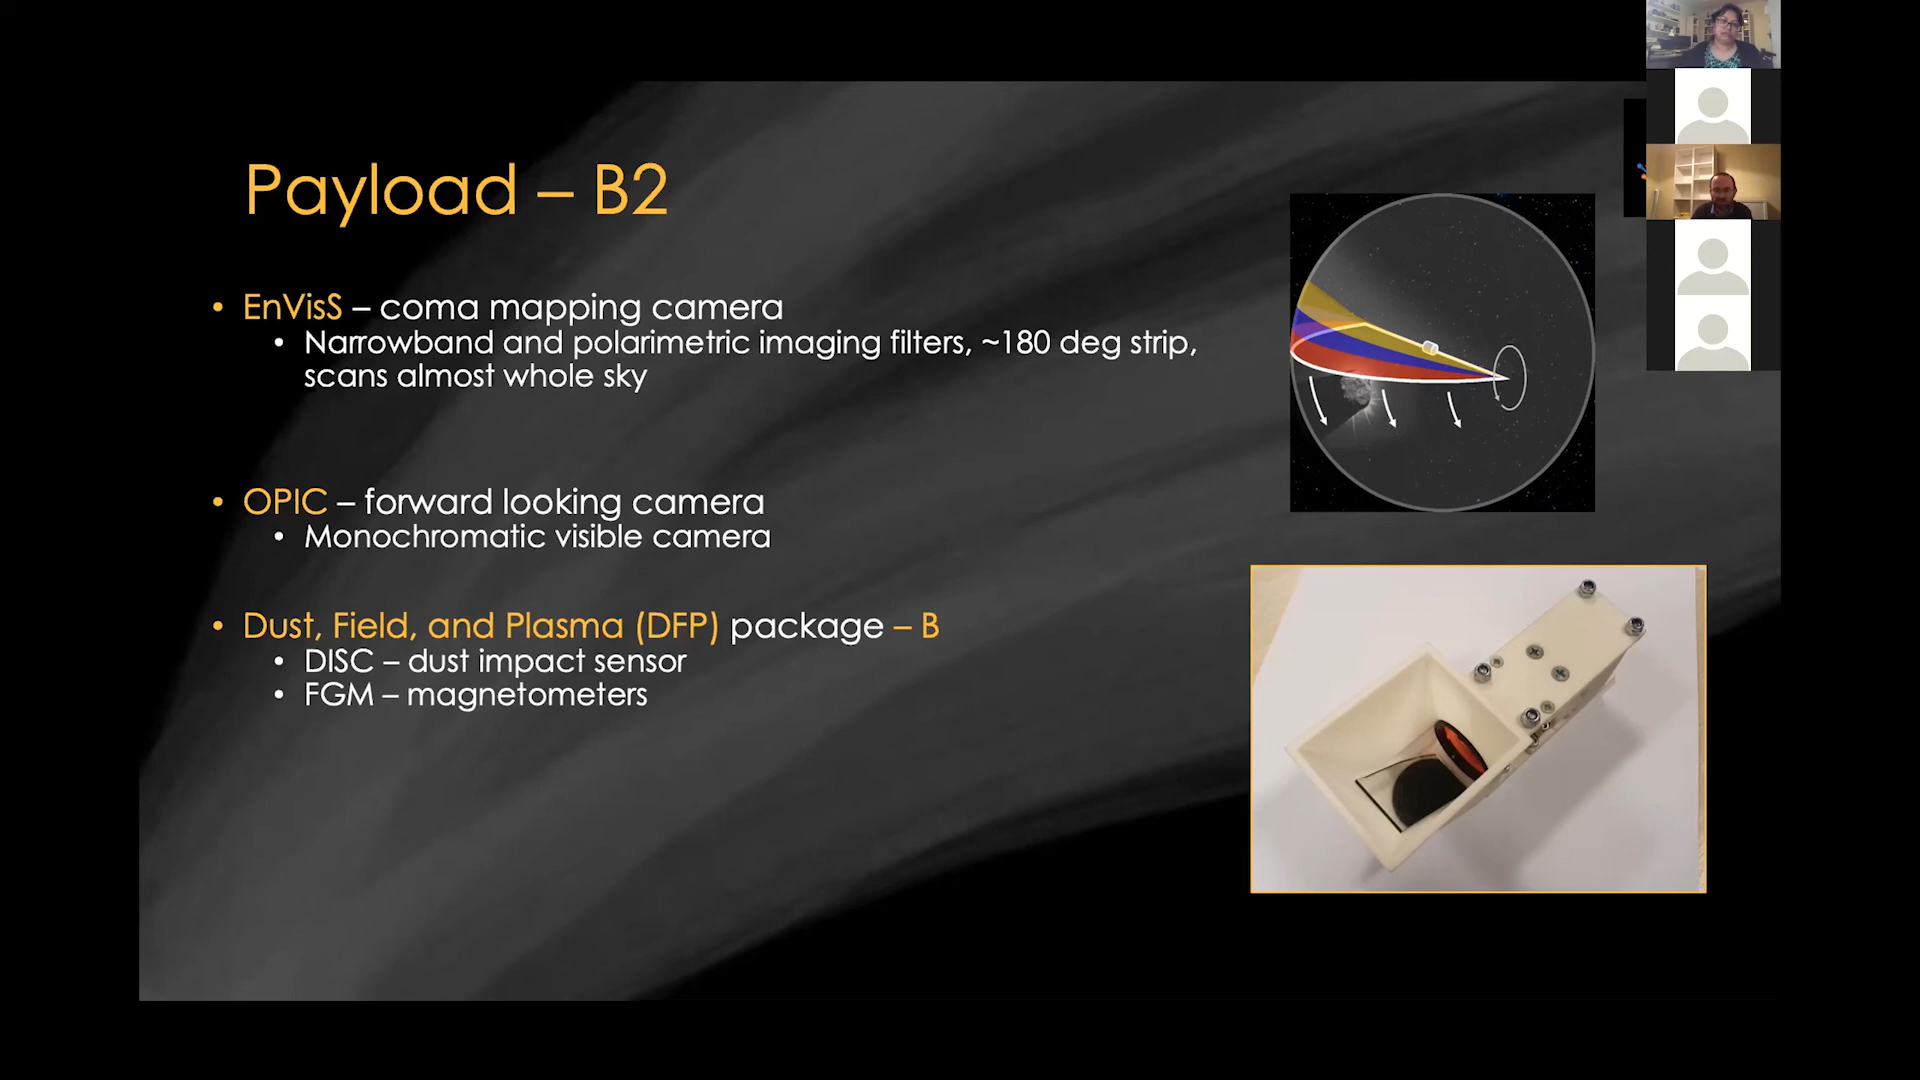 Payload – B2
• EnVisS – coma mapping camera
• Narrowband and polarimetric imaging filters, ~180 deg strip,
scans almost whole sky
• OPIC – forward looking camera
• Monochromatic visible camera
• Dust, Field, and Plasma (DFP) package – B
• DISC – dust impact sensor
• FGM – magnetometers